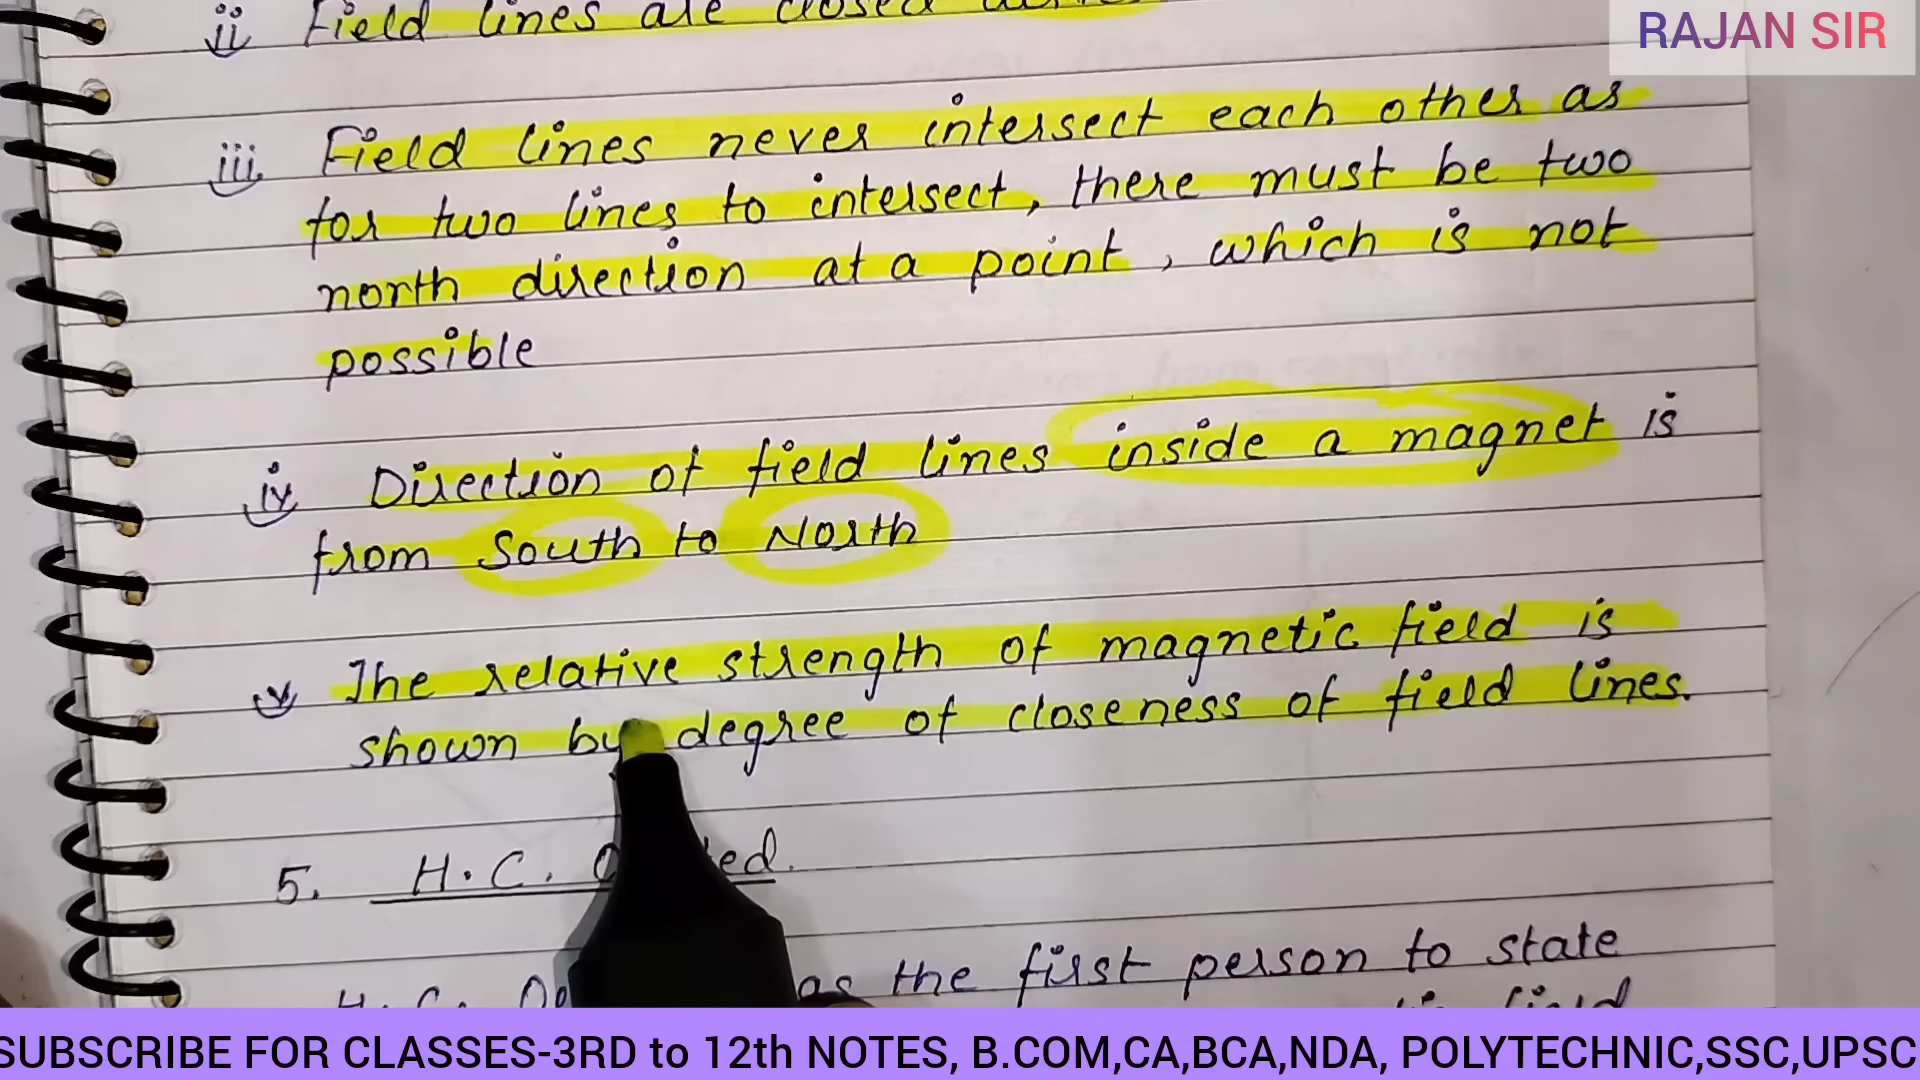 RAJAN SIR
ii Field lines are closed
iii Field lines never intersect each other as
for two lines to intersect, there must be two
north direction at a point, which is not
possible
iv Direction of field lines inside a magnet is
from South to North
v The relative strength of magnetic field is
shown by degree of closeness of field lines.
5. H.C.
H.C. as the first person to state
field
SUBSCRIBE FOR CLASSES-3RD to 12th NOTES, B.COM,CA,BCA,NDA, POLYTECHNIC,SSC,UPSC